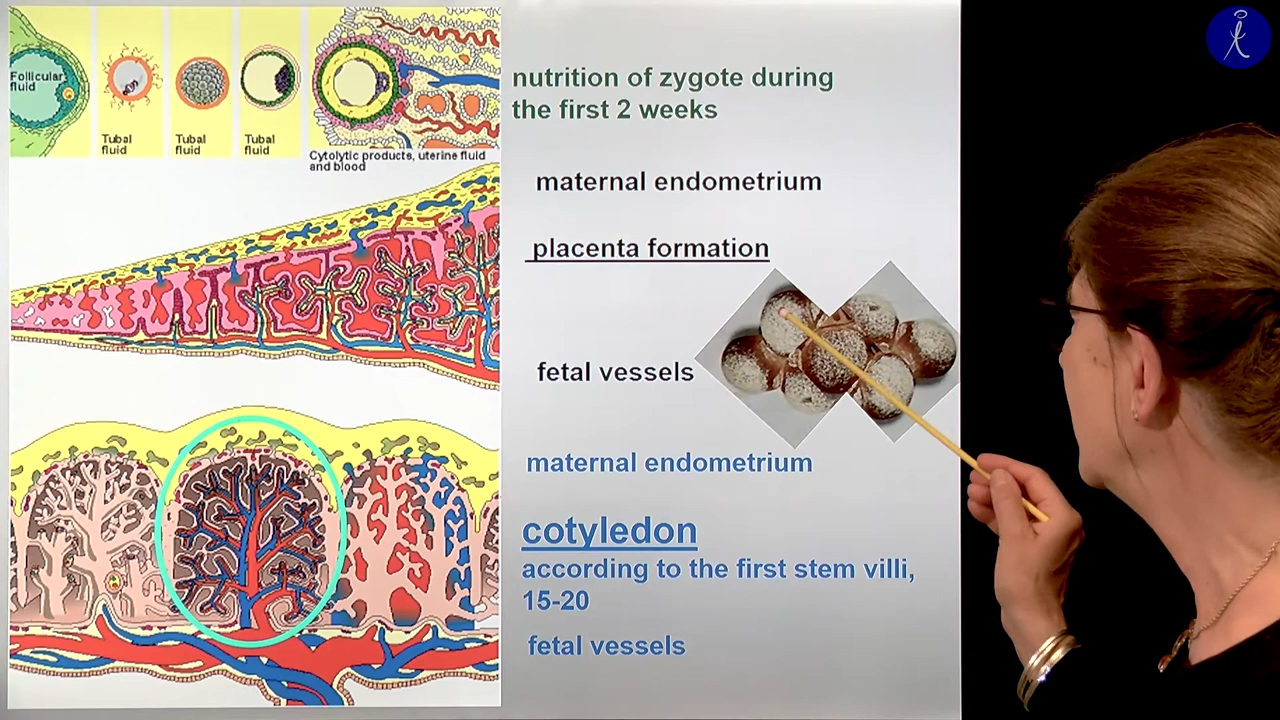 Follicular
fluid
Tubal
fluid
Tubal
fluid
Tubal
fluid
Cytolytic products, uterine fluid
and blood
nutrition of zygote during
the first 2 weeks
maternal endometrium
placenta formation
fetal vessels
maternal endometrium
cotyledon
according to the first stem villi,
15-20
fetal vessels